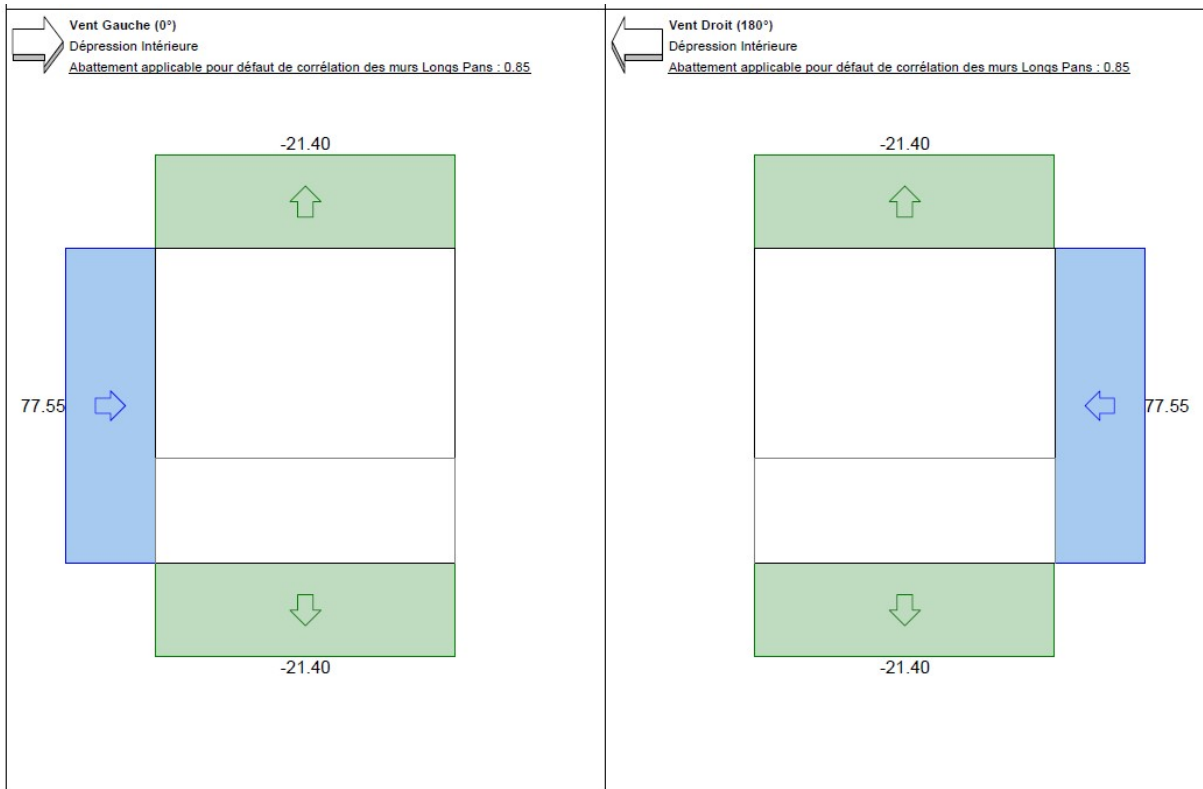 Vent Gauche (0°)
Dépression Intérieure
Abattement applicable pour défaut de corrélation des murs Longs Pans : 0.85
-21.40
77.55
-21.40
Vent Droit (180°)
Dépression Intérieure
Abattement applicable pour défaut de corrélation des murs Longs Pans : 0.85
-21.40
77.55
-21.40